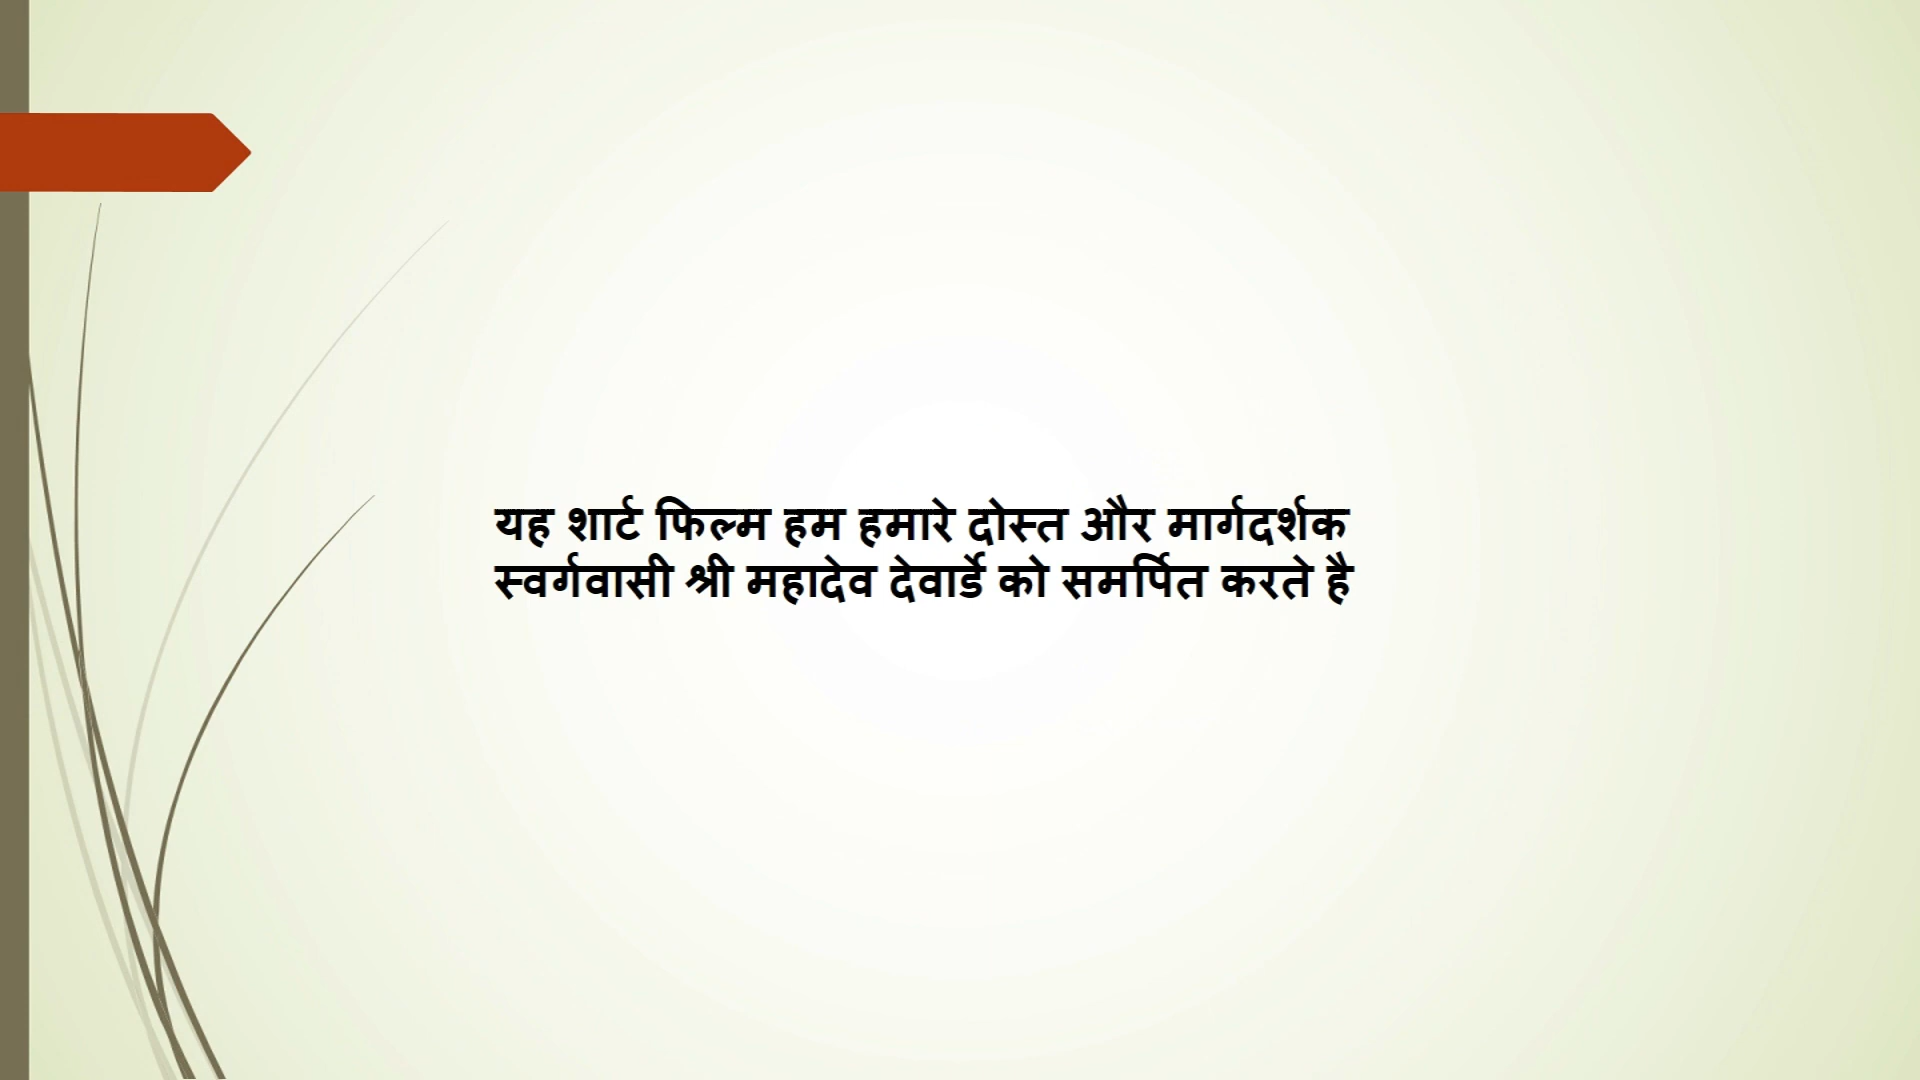 यह शार्ट फिल्म हम हमारे दोस्त और मार्गदर्शक
स्वर्गवासी श्री महादेव देवार्डे को समर्पित करते है